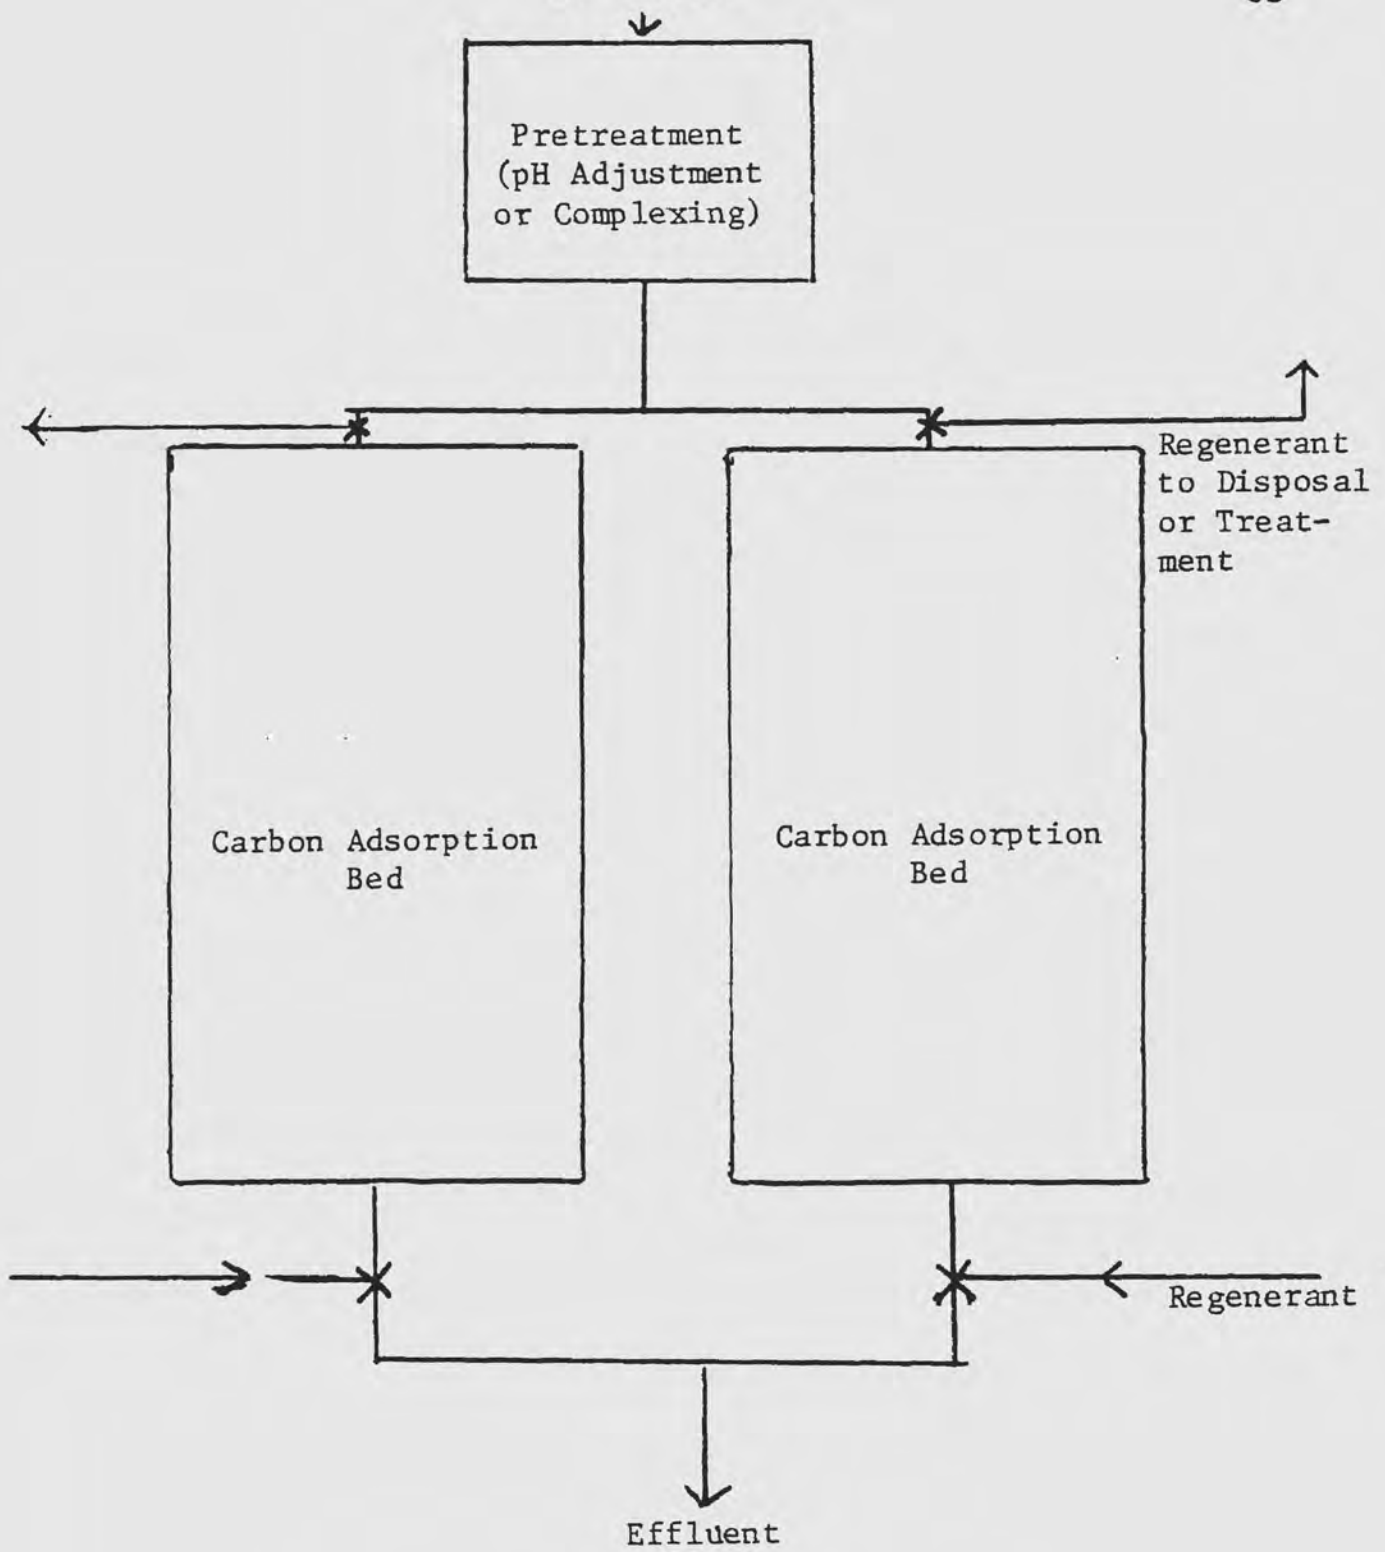 Pretreatment
(pH Adjustment
or Complexing)
Regenerant
to Disposal
or Treat-
ment
Carbon Adsorption
Bed
Carbon Adsorption
Bed
Regenerant
Effluent